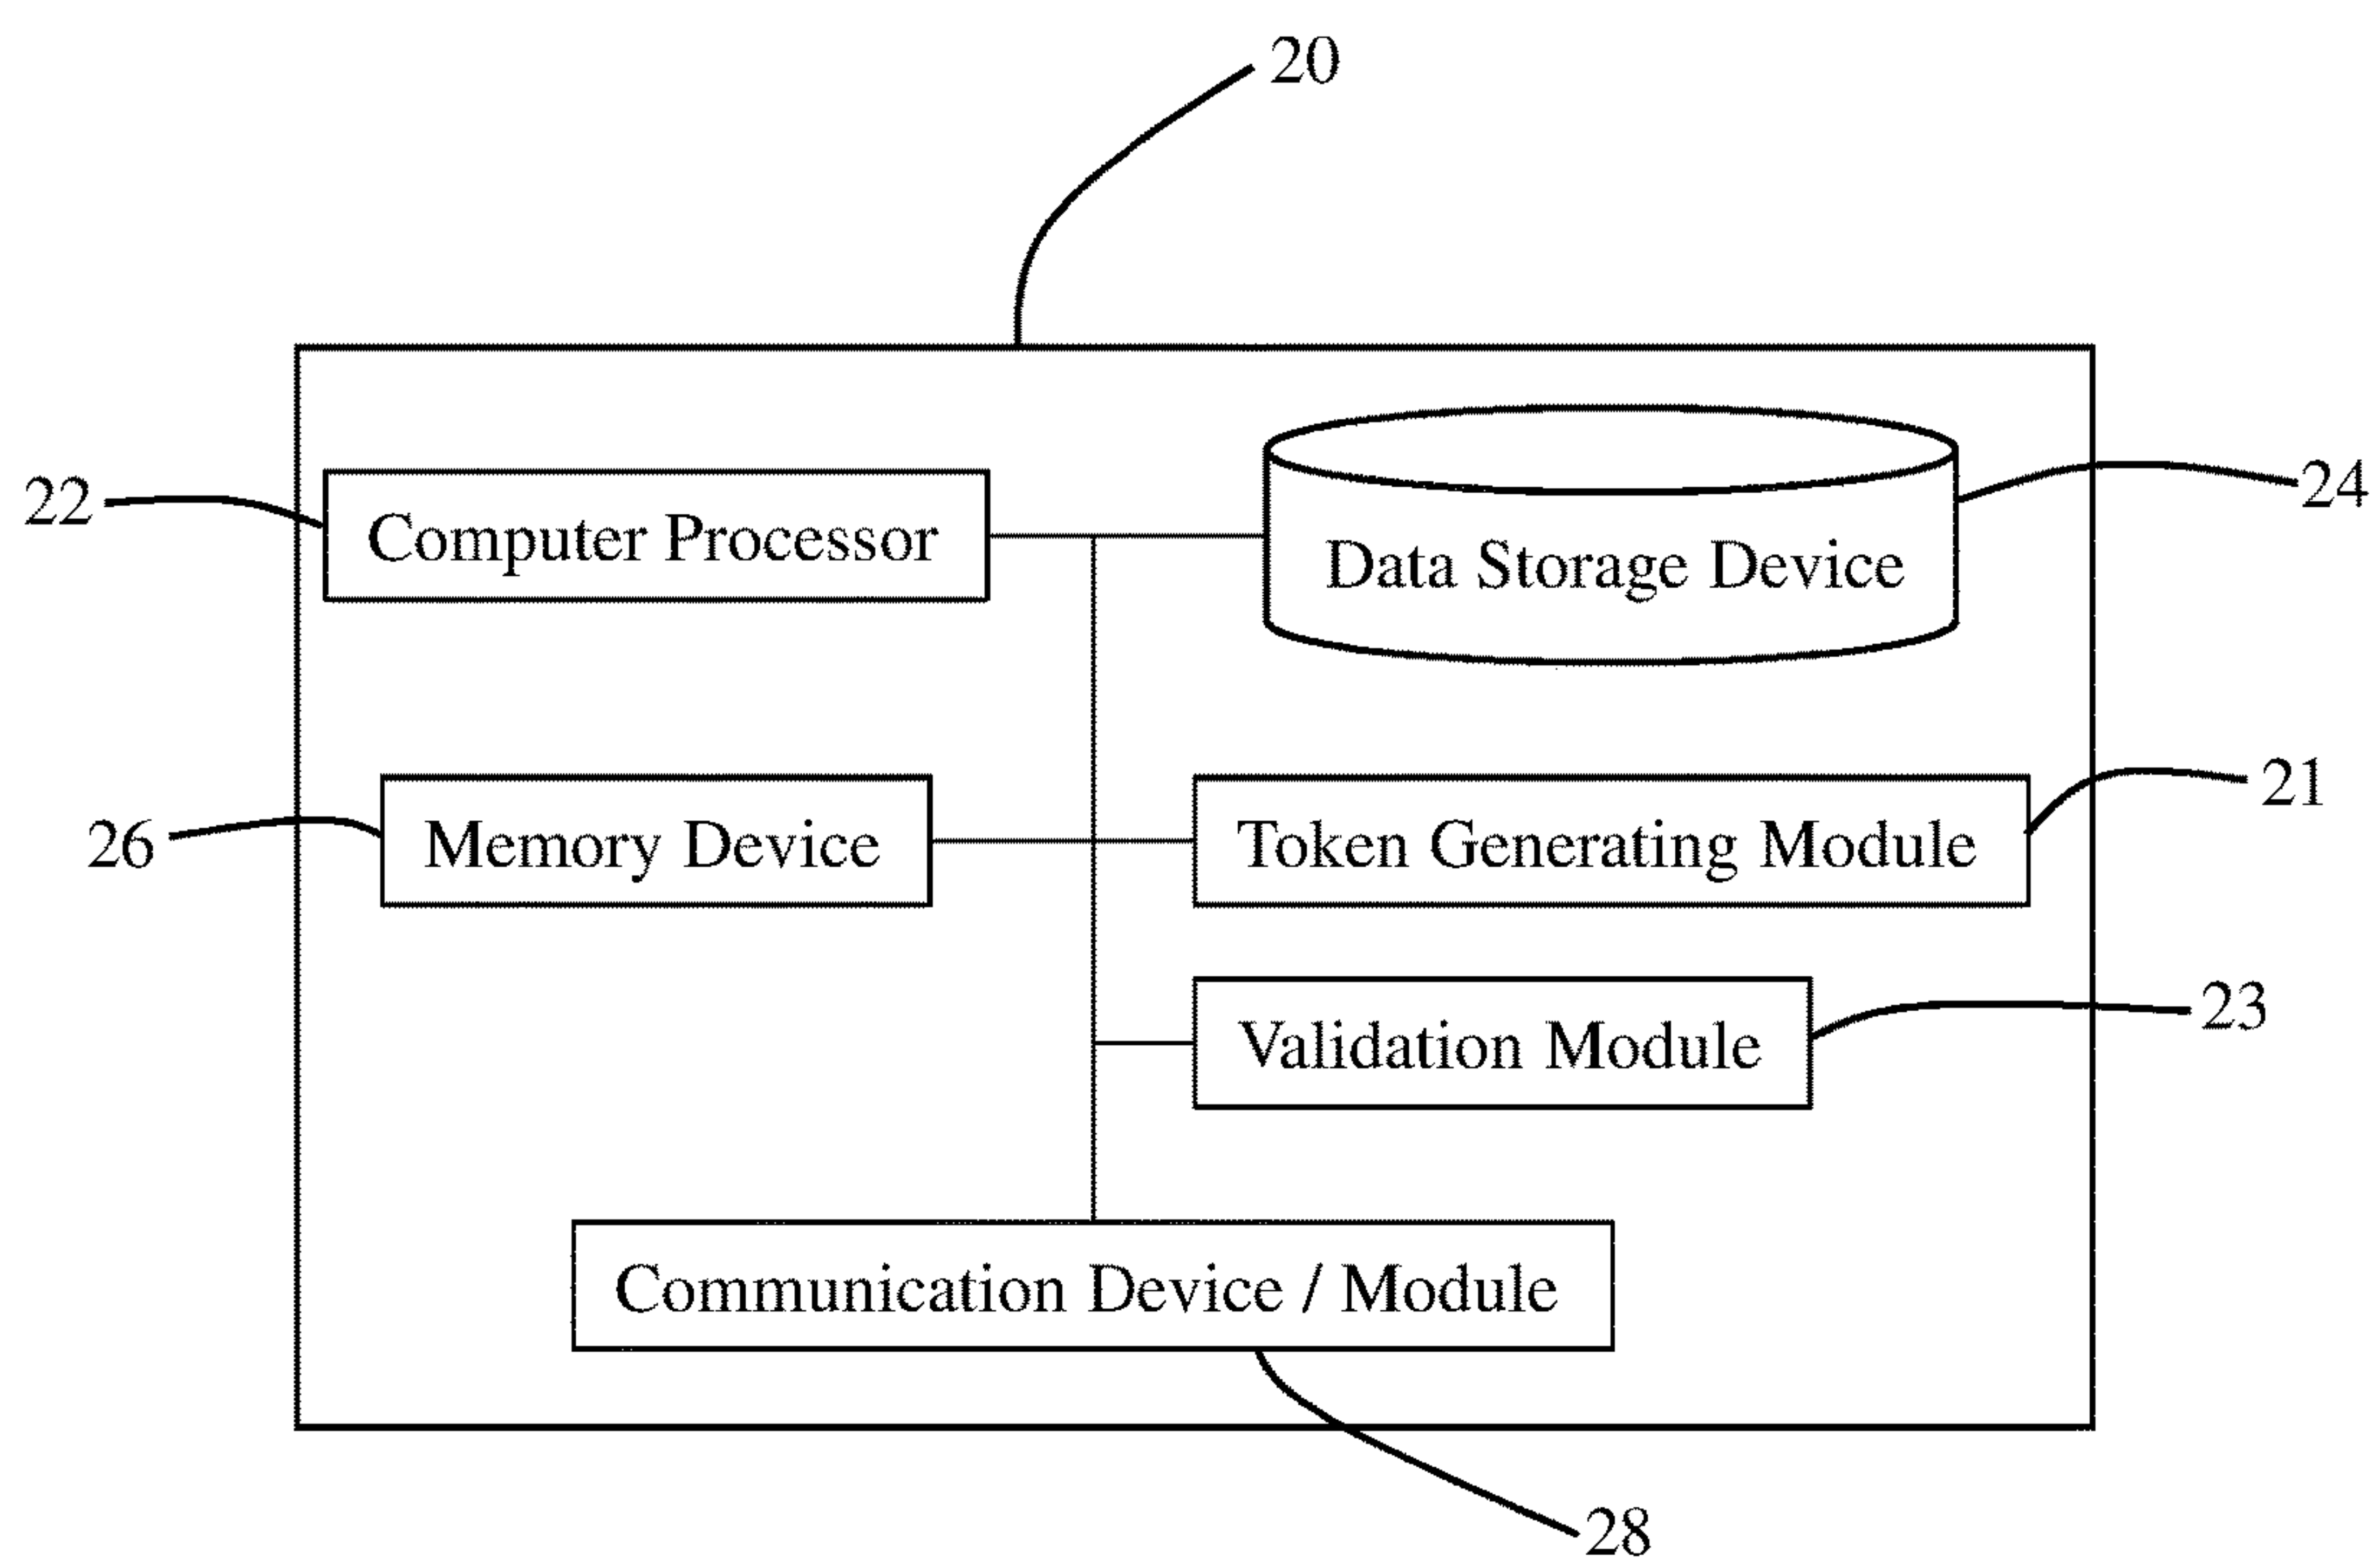 20
22
Computer Processor
Data Storage Device
24
26
Memory Device
Token Generating Module
21
Validation Module
23
Communication Device / Module
28